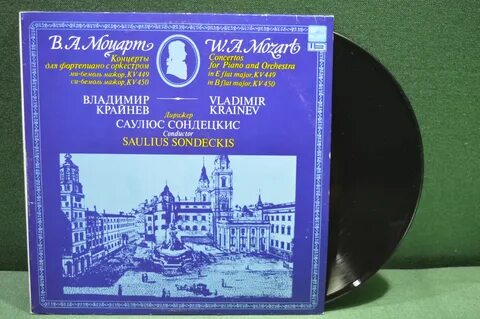 В. А. Моцарт
Концерты
для фортепиано с оркестром
ми-бемоль мажор, KV 449
си-бемоль мажор, KV 450
W. A. Mozart
Concertos
for Piano and Orchestra
in E flat major, KV 449
in B flat major, KV 450
ВЛАДИМИР
КРАЙНЕВ
VLADIMIR
KRAINEV
Дирижер
САУЛЮС СОНДЕЦКИС
Conductor
SAULIUS SONDECKIS